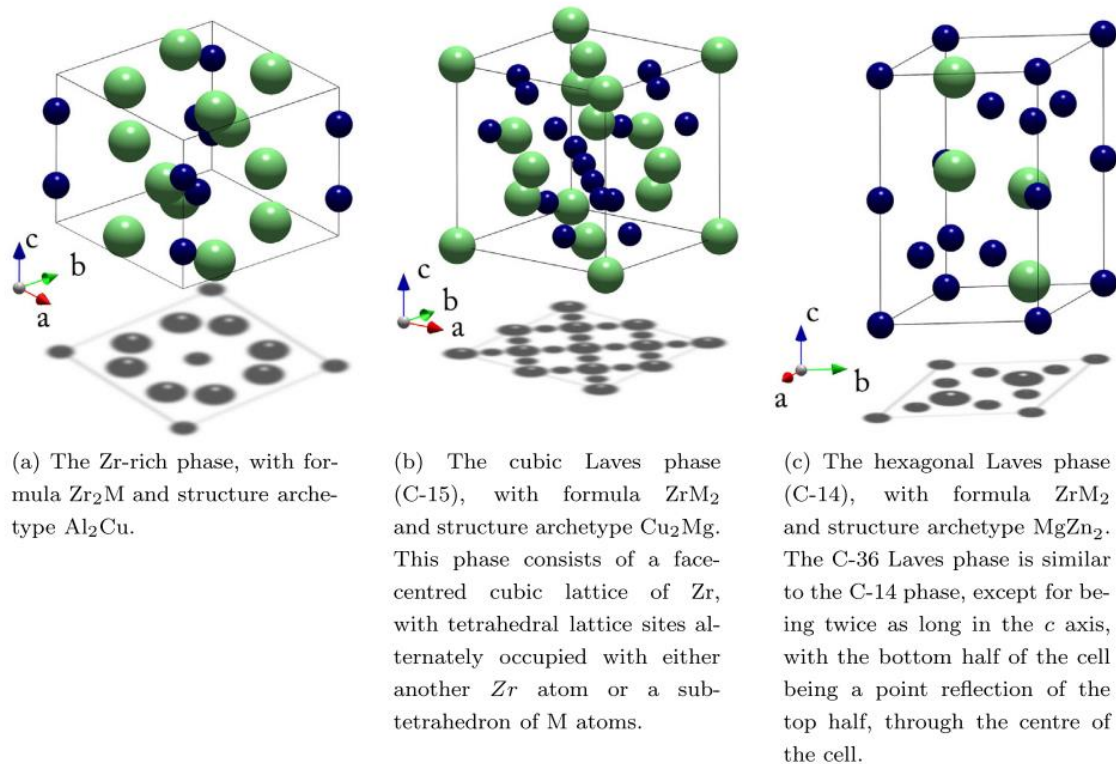 c
b
a
c
b
a
c
a
b
(a) The Zr-rich phase, with for-
mula Zr₂M and structure arche-
type Al₂Cu.
(b) The cubic Laves phase
(C-15), with formula ZrM₂
and structure archetype Cu₂Mg.
This phase consists of a face-
centred cubic lattice of Zr,
with tetrahedral lattice sites al-
ternately occupied with either
another Zr atom or a sub-
tetrahedron of M atoms.
(c) The hexagonal Laves phase
(C-14), with formula ZrM₂
and structure archetype MgZn₂.
The C-36 Laves phase is similar
to the C-14 phase, except for be-
ing twice as long in the c axis,
with the bottom half of the cell
being a point reflection of the
top half, through the centre of
the cell.